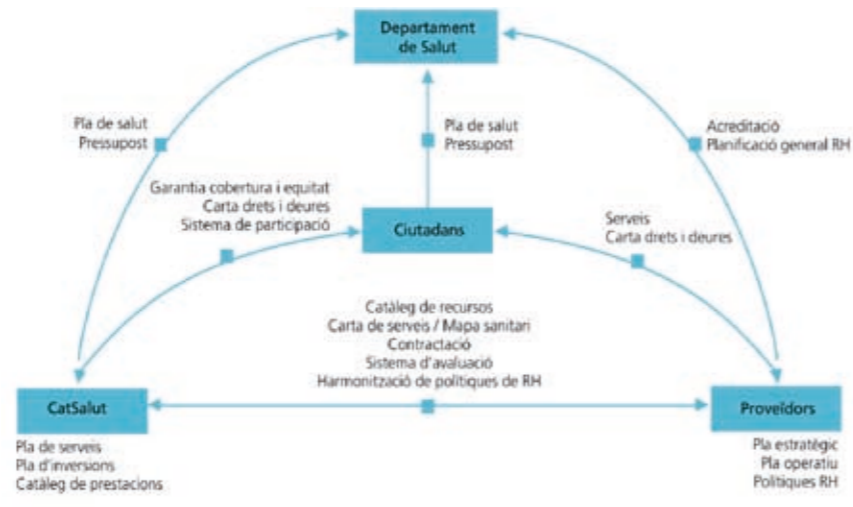 Departament
de Salut
Pla de salut
Pressupost
Pla de salut
Pressupost
Acreditació
Planificació general RH
Garantia cobertura i equitat
Carta drets i deures
Sistema de participació
Ciutadans
Serveis
Carta drets i deures
Catàleg de recursos
Carta de serveis / Mapa sanitari
Contractació
Sistema d'avaluació
Harmonització de polítiques de RH
CatSalut
Proveïdors
Pla de serveis
Pla d'inversions
Catàleg de prestacions
Pla estratègic
Pla operatiu
Polítiques RH